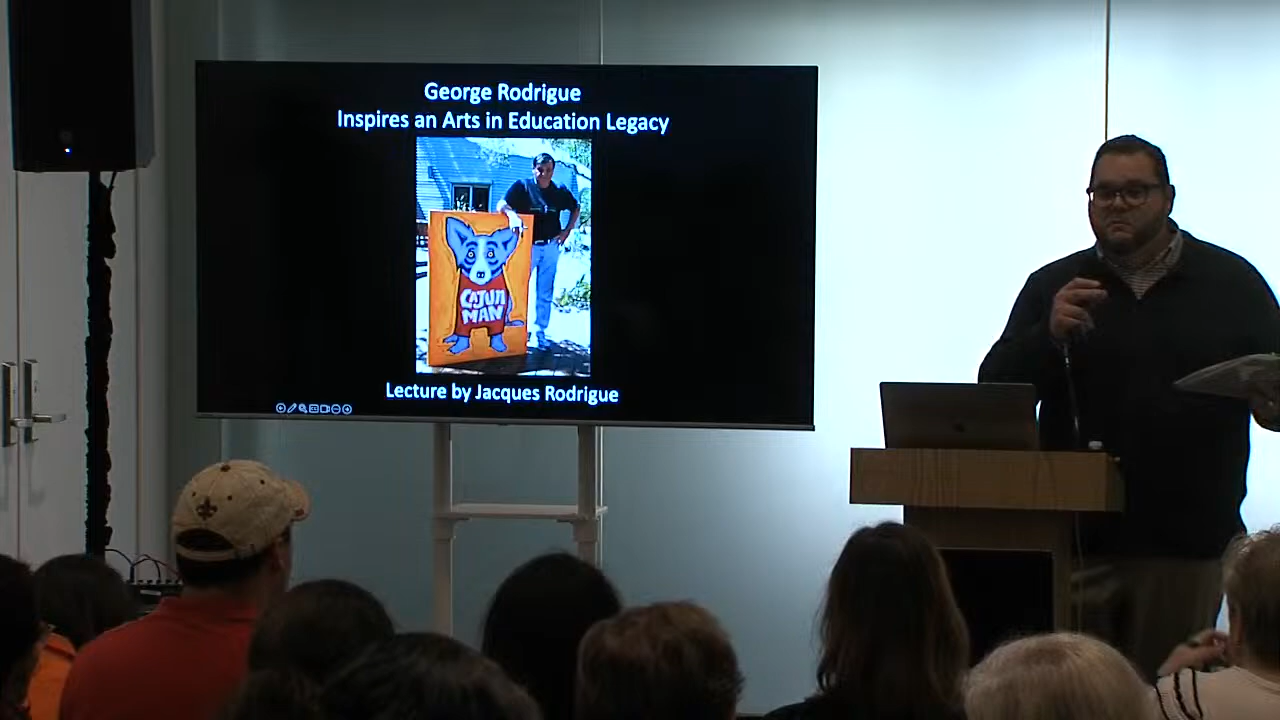 George Rodrigue
Inspires an Arts in Education Legacy
CAJUN
MAN
Lecture by Jacques Rodrigue